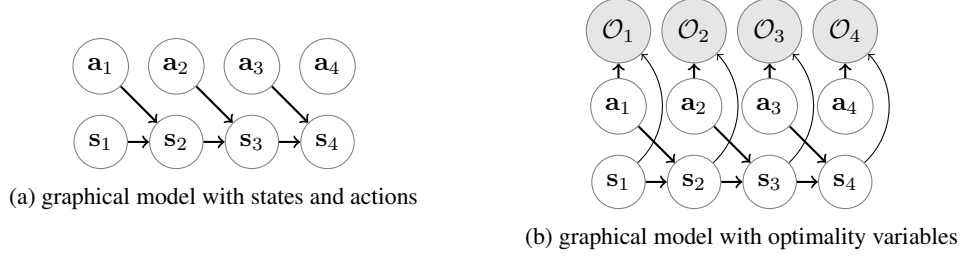 𝒪₁ 𝒪₂ 𝒪₃ 𝒪₄
a₁ a₂ a₃ a₄
s₁ s₂ s₃ s₄
(a) graphical model with states and actions
a₁ a₂ a₃ a₄
s₁ s₂ s₃ s₄
(b) graphical model with optimality variables